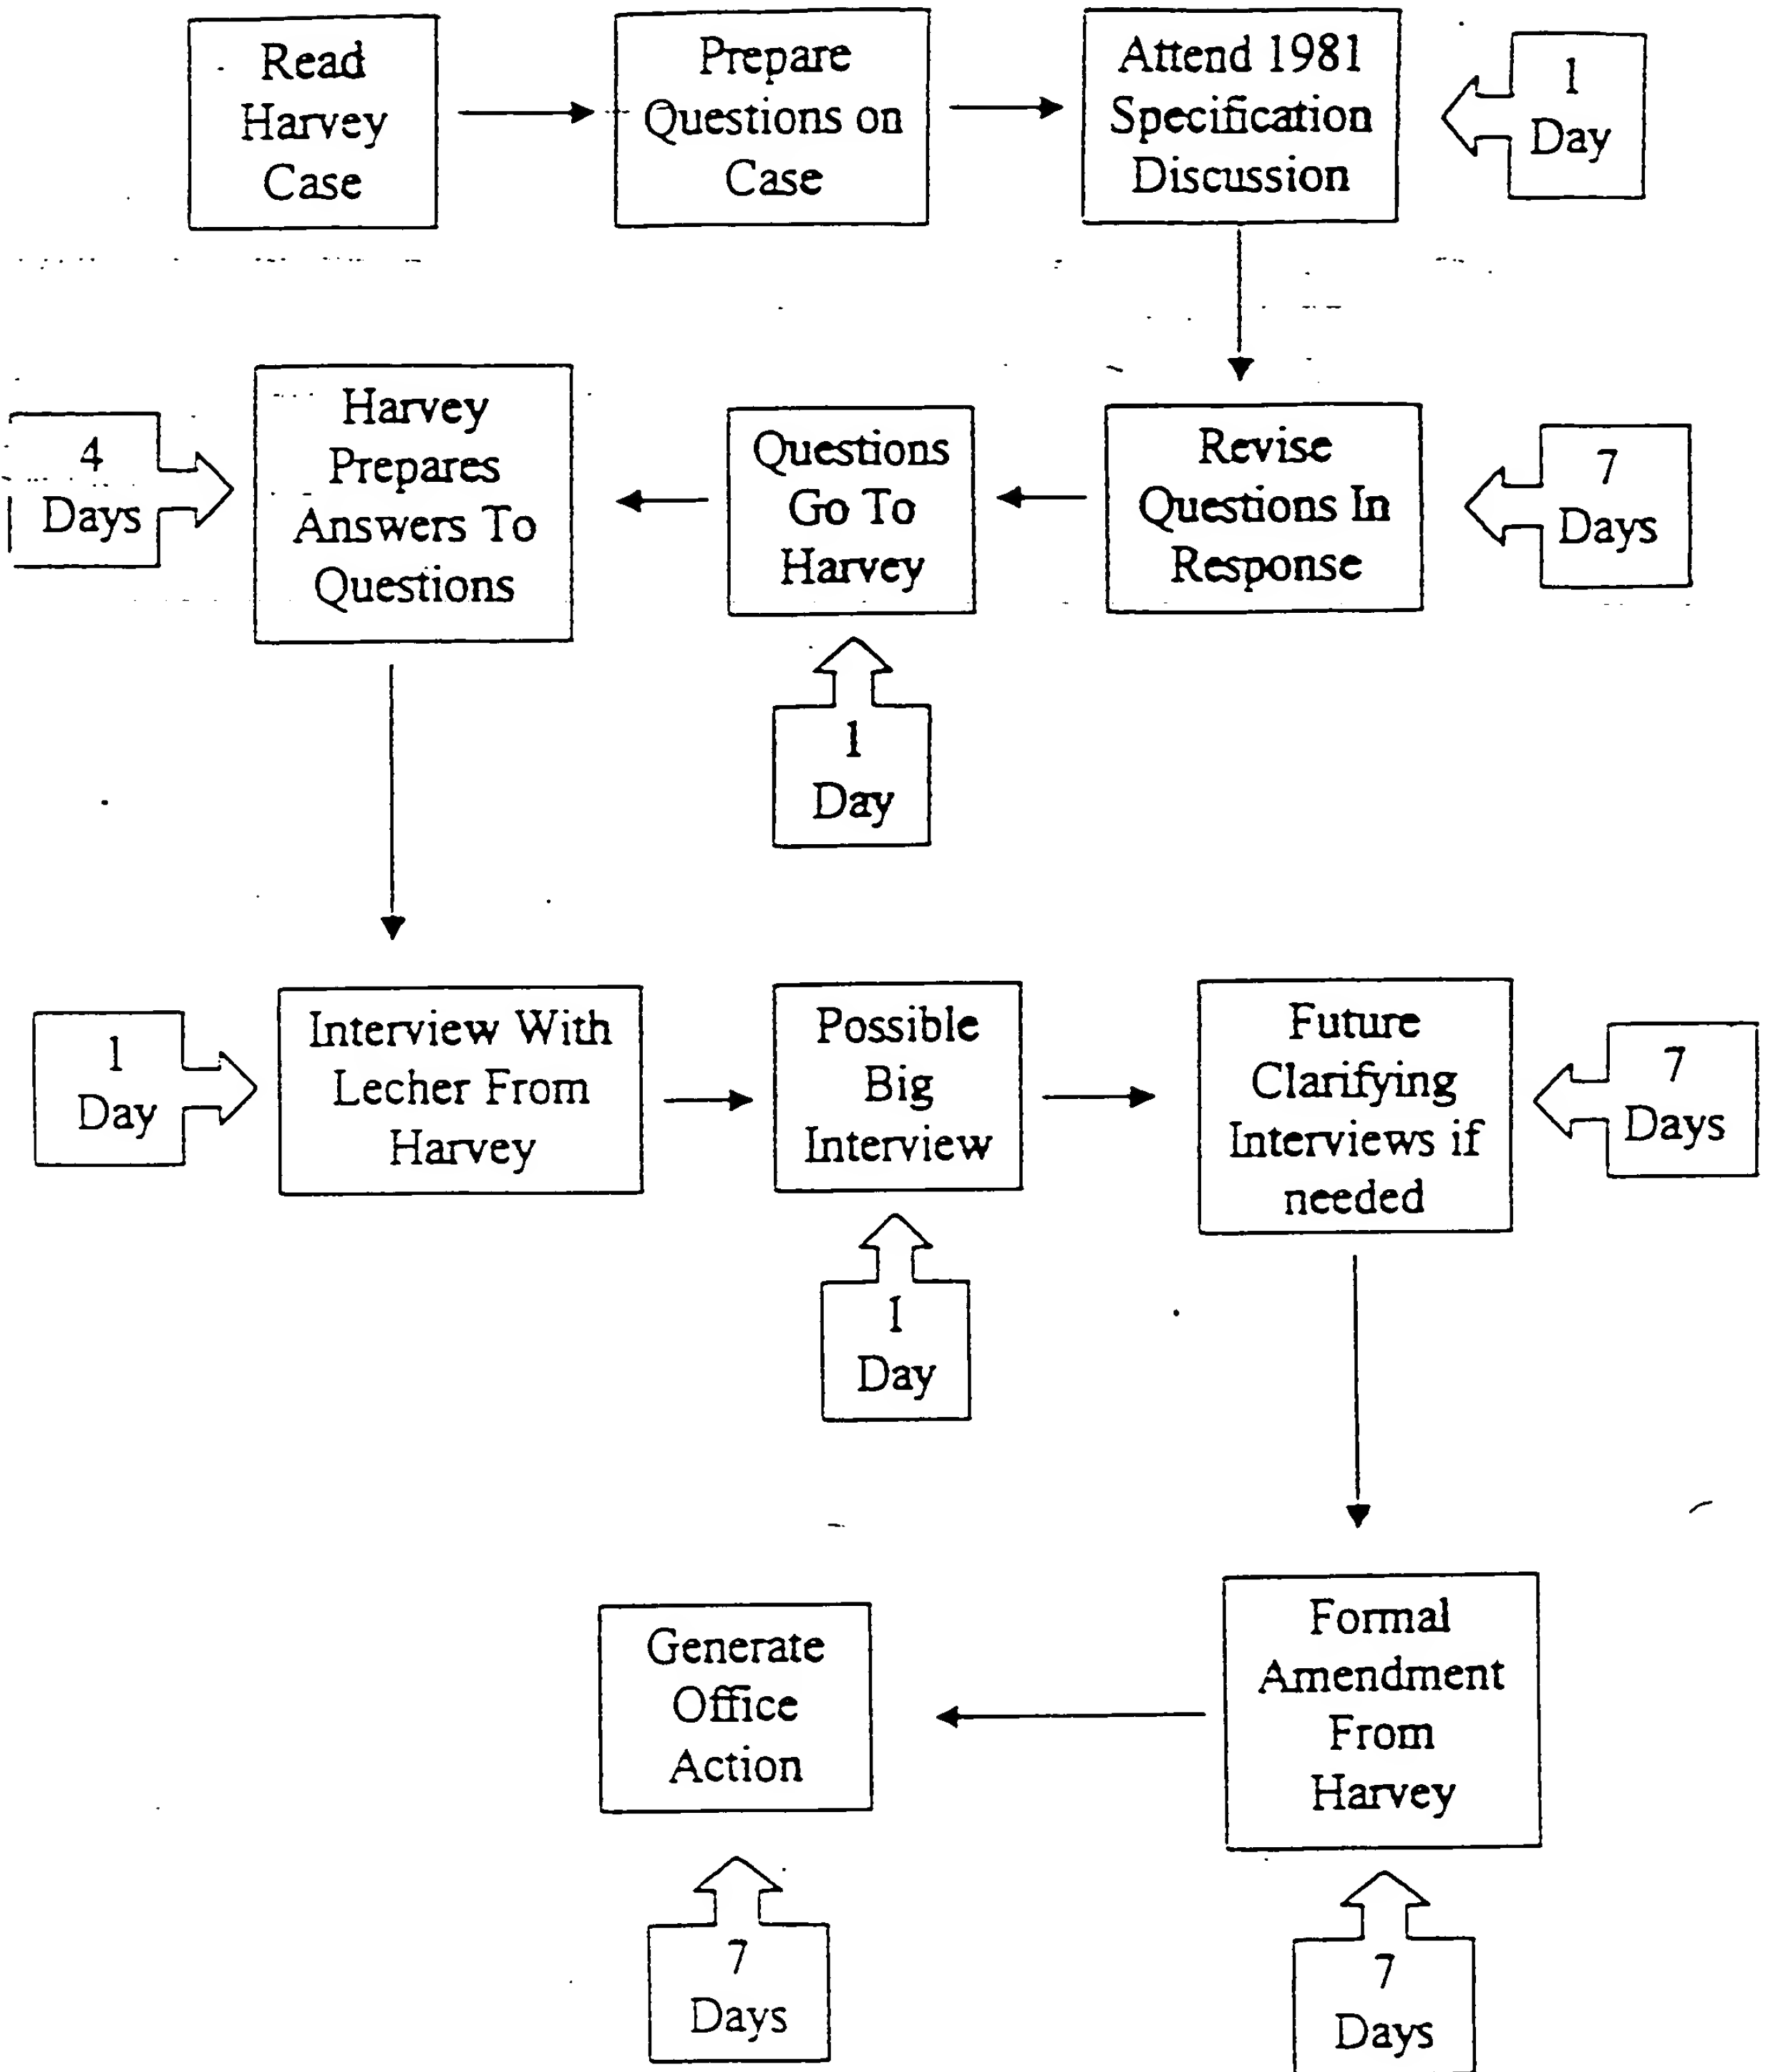 Read
Harvey
Case
Prepare
Questions on
Case
Attend 1981
Specification
Discussion
1
Day
4
Days
Harvey
Prepares
Answers To
Questions
Questions
Go To
Harvey
Revise
Questions In
Response
7
Days
1
Day
1
Day
Interview With
Lecher From
Harvey
Possible
Big
Interview
Future
Clarifying
Interviews if
needed
7
Days
1
Day
Generate
Office
Action
Formal
Amendment
From
Harvey
7
Days
7
Days